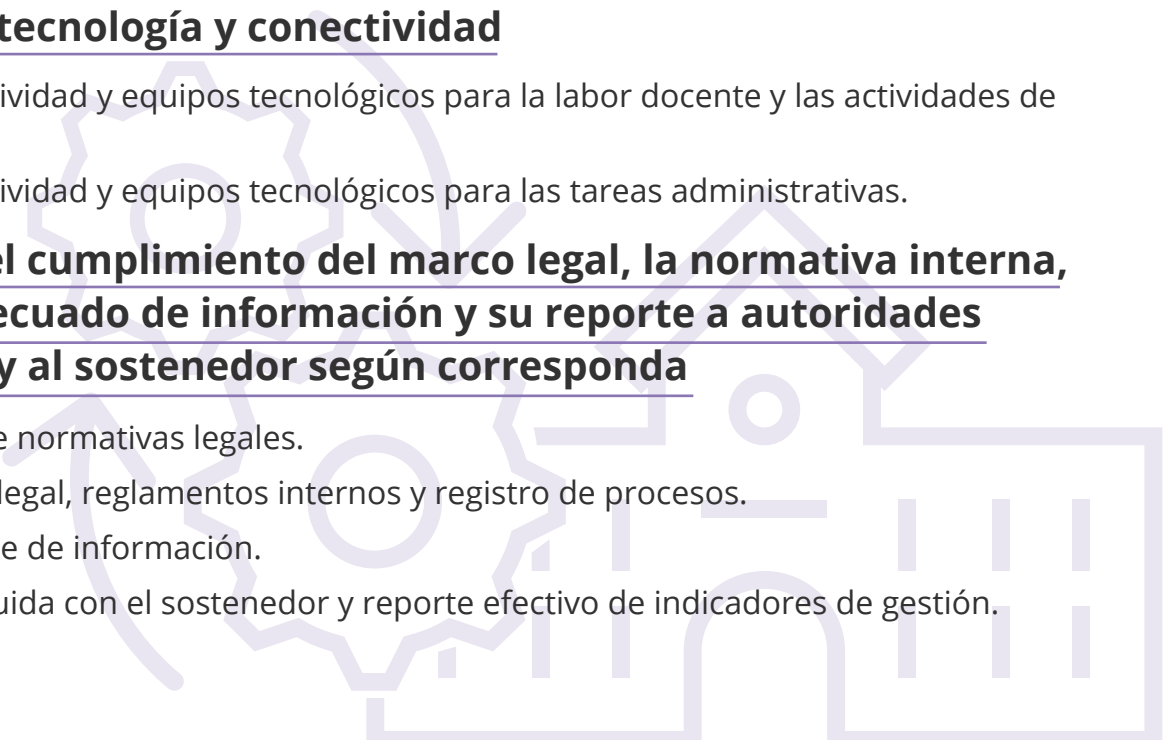 tecnología y conectividad
ividad y equipos tecnológicos para la labor docente y las actividades de
ividad y equipos tecnológicos para las tareas administrativas.
el cumplimiento del marco legal, la normativa interna,
ecuado de información y su reporte a autoridades
y al sostenedor según corresponda
e normativas legales.
legal, reglamentos internos y registro de procesos.
e de información.
uida con el sostenedor y reporte efectivo de indicadores de gestión.